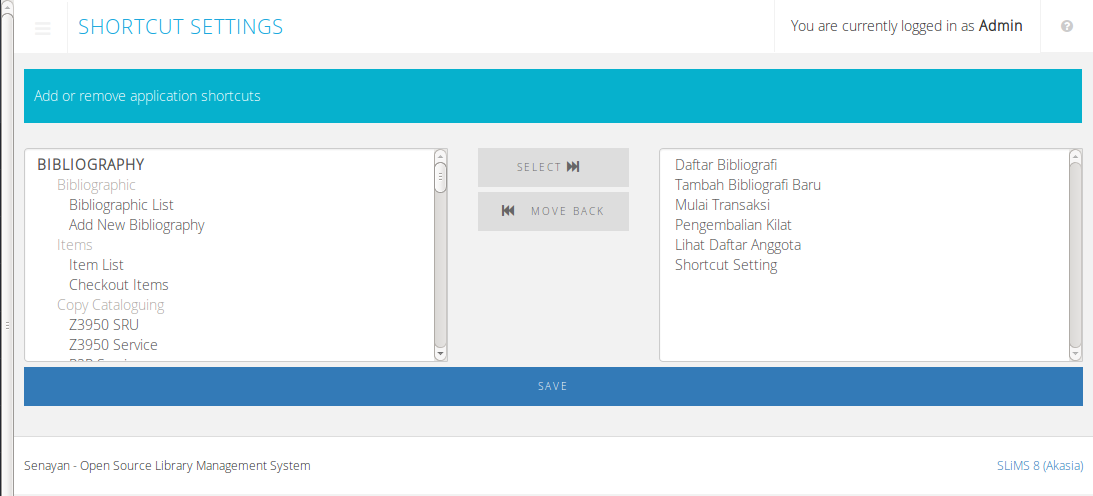 SHORTCUT SETTINGS
You are currently logged in as Admin
Add or remove application shortcuts
BIBLIOGRAPHY
Bibliographic
Bibliographic List
Add New Bibliography
Items
Item List
Checkout Items
Copy Cataloguing
Z3950 SRU
Z3950 Service
SELECT
MOVE BACK
Daftar Bibliografi
Tambah Bibliografi Baru
Mulai Transaksi
Pengembalian Kilat
Lihat Daftar Anggota
Shortcut Setting
SAVE
Senayan - Open Source Library Management System
SLiMS 8 (Akasia)